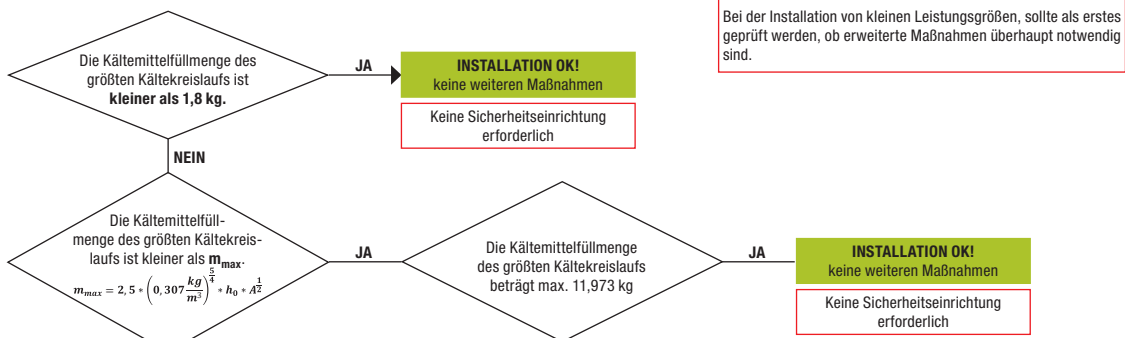 Bei der Installation von kleinen Leistungsgrößen, sollte als erstes
geprüft werden, ob erweiterte Maßnahmen überhaupt notwendig
sind.
Die Kältemittelfüllmenge des
größten Kältekreislaufs ist
kleiner als 1,8 kg.
JA
INSTALLATION OK!
keine weiteren Maßnahmen
Keine Sicherheitseinrichtung
erforderlich
NEIN
Die Kältemittelfüll-
menge des größten Kältekreis-
laufs ist kleiner als m_max.
m_max = 2,5 * (0,307 kg/m³)^(5/4) * h₀ * A^(1/2)
JA
Die Kältemittelfüllmenge
des größten Kältekreislaufs
beträgt max. 11,973 kg
JA
INSTALLATION OK!
keine weiteren Maßnahmen
Keine Sicherheitseinrichtung
erforderlich